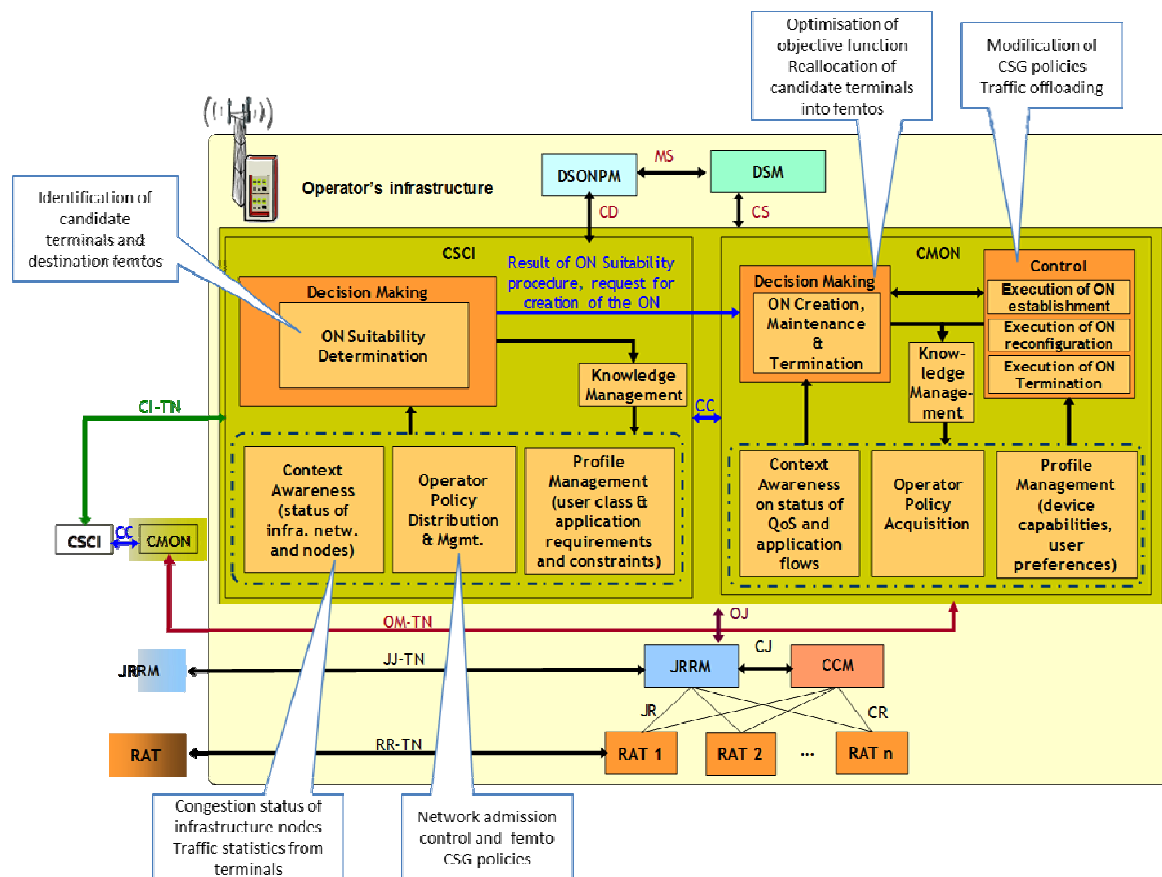 Optimisation of
objective function
Reallocation of
candidate terminals
into femtos
Modification of
CSG policies
Traffic offloading
Identification of
candidate
terminals and
destination femtos
Operator's infrastructure
DSONPM
MS
DSM
CD
CS
CSCI
CMON
Result of ON Suitability
procedure, request for
creation of the ON
Decision Making
ON Suitability
Determination
Knowledge
Management
Decision Making
ON Creation,
Maintenance
&
Termination
Control
Execution of ON
establishment
Execution of ON
reconfiguration
Execution of ON
Termination
Know-
ledge
Manage-
ment
CI-TN
CC
Context
Awareness
(status of
infra. netw.
and nodes)
Operator
Policy
Distribution
& Mgmt.
Profile
Management
(user class &
application
requirements
and constraints)
Context
Awareness
on status of
QoS and
application
flows
Operator
Policy
Acquisition
Profile
Management
(device
capabilities,
user
preferences)
CSCI
CC
CMON
OM-TN
OJ
JRRM
JJ-TN
JRRM
CJ
CCM
JR
CR
RAT
RR-TN
RAT 1
RAT 2
...
RAT n
Congestion status of
infrastructure nodes
Traffic statistics from
terminals
Network admission
control and femto
CSG policies